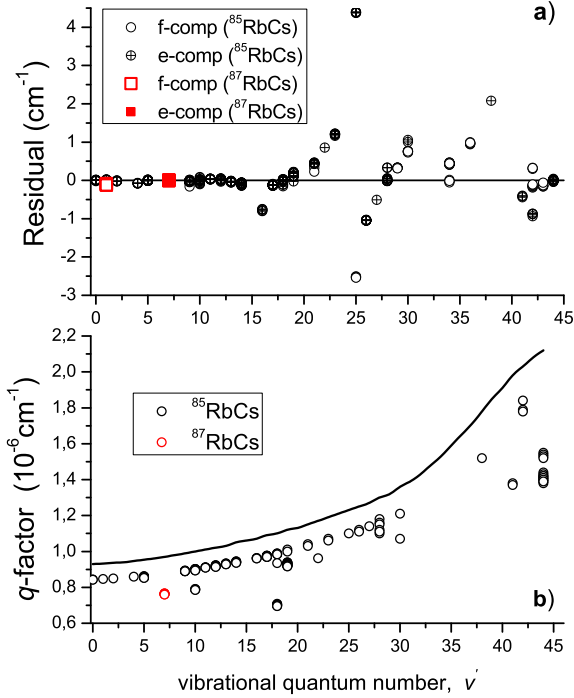 a)
f-comp (⁸⁵RbCs)
e-comp (⁸⁵RbCs)
f-comp (⁸⁷RbCs)
e-comp (⁸⁷RbCs)
Residual (cm⁻¹)
4
3
2
1
0
-1
-2
-3
0 5 10 15 20 25 30 35 40 45
2,2
2,0
1,8
1,6
1,4
1,2
1,0
0,8
0,6
q-factor (10⁻⁶cm⁻¹)
⁸⁵RbCs
⁸⁷RbCs
b)
0 5 10 15 20 25 30 35 40 45
vibrational quantum number, v'